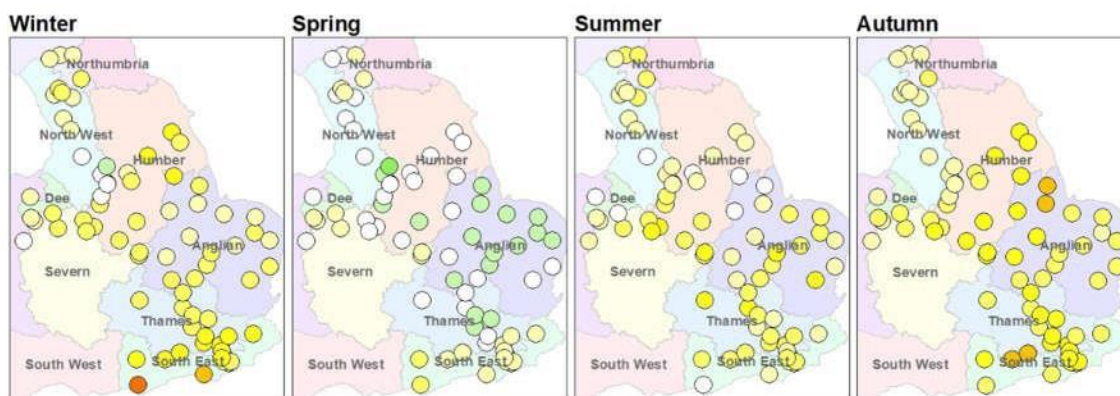 Winter
Northumbria
North West
Humber
Dee
Anglian
Severn
Thames
South West
South East
Spring
Northumbria
North West
Humber
Dee
Anglian
Severn
Thames
South West
South East
Summer
Northumbria
North West
Humber
Dee
Anglian
Severn
Thames
South West
South East
Autumn
Northumbria
North West
Humber
Dee
Anglian
Severn
Thames
South West
South East